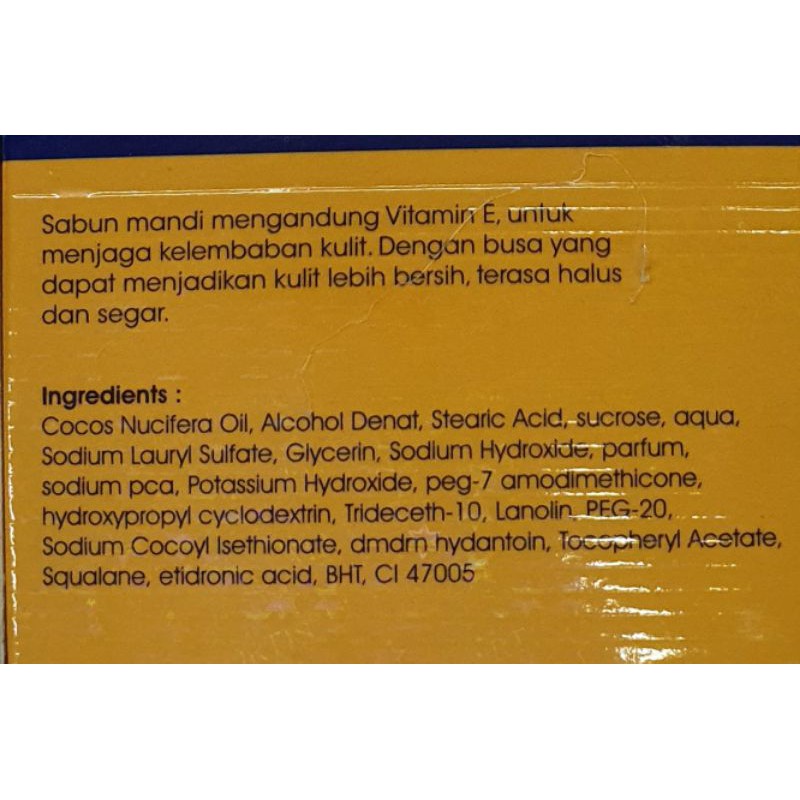 Sabun mandi mengandung Vitamin E, untuk
menjaga kelembaban kulit. Dengan busa yang
dapat menjadikan kulit lebih bersih, terasa halus
dan segar.
Ingredients :
Cocos Nucifera Oil, Alcohol Denat, Stearic Acid, sucrose, aqua,
Sodium Lauryl Sulfate, Glycerin, Sodium Hydroxide, parfum,
sodium pca, Potassium Hydroxide, peg-7 amodimethicone,
hydroxypropyl cyclodextrin, Trideceth-10, Lanolin PEG-20,
Sodium Cocoyl Isethionate, dmdm hydantoin, Tocopheryl Acetate,
Squalane, etidronic acid, BHT, CI 47005